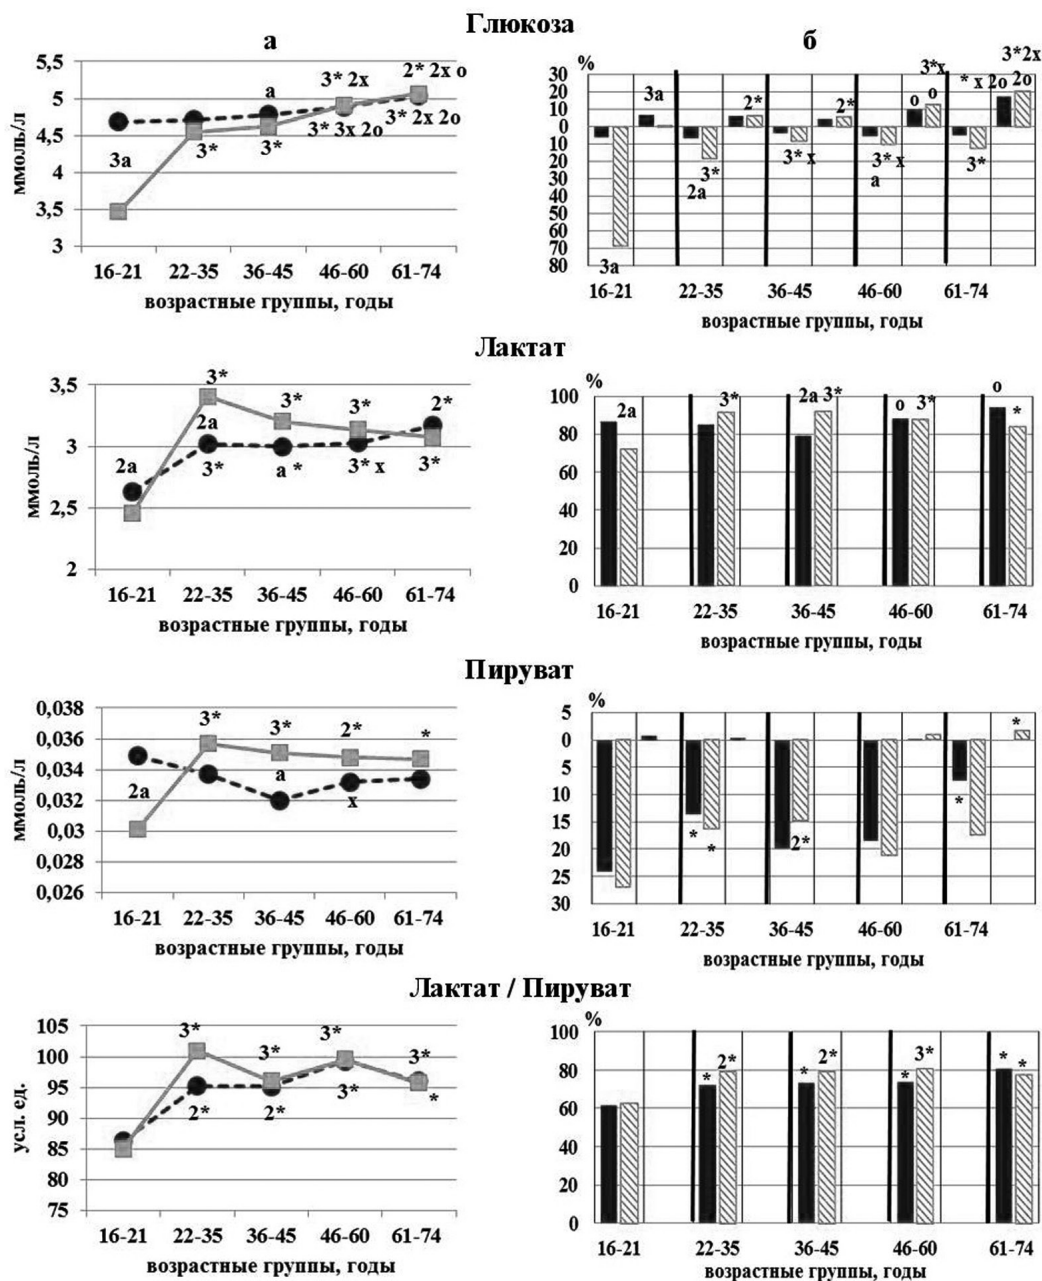 Глюкоза
а
ммоль/л
5,5
5
4,5
4
3,5
3
3а
3*
а
3*
3* 2х
3* 3х 2о
2* 2х о
3* 2х 2о
16-21 22-35 36-45 46-60 61-74
возрастные группы, годы
б
%
30
20
10
0
10
20
30
40
50
60
70
80
3а
3а
3*
2а
2*
3* х
2*
3* х
а
о
3*х
о
* х 2о
3*
3*2х
2о
16-21 22-35 36-45 46-60 61-74
возрастные группы, годы
Лактат
ммоль/л
3,5
3
2,5
2
2а
3*
2а
3*
3*
а *
3*
3* х
2*
3*
16-21 22-35 36-45 46-60 61-74
возрастные группы, годы
%
100
80
60
40
20
0
2а
3*
2а 3*
о 3*
о
*
16-21 22-35 36-45 46-60 61-74
возрастные группы, годы
Пируват
ммоль/л
0,038
0,036
0,034
0,032
0,03
0,028
0,026
2а
3*
3*
а
2*
х
*
16-21 22-35 36-45 46-60 61-74
возрастные группы, годы
%
5
0
5
10
15
20
25
30
*
*
2*
*
*
16-21 22-35 36-45 46-60 61-74
возрастные группы, годы
Лактат / Пируват
усл. ед.
105
100
95
90
85
80
75
3*
2*
3*
2*
3*
3*
3*
*
16-21 22-35 36-45 46-60 61-74
возрастные группы, годы
%
100
80
60
40
20
0
*
2*
*
2*
*
3*
*
*
16-21 22-35 36-45 46-60 61-74
возрастные группы, годы